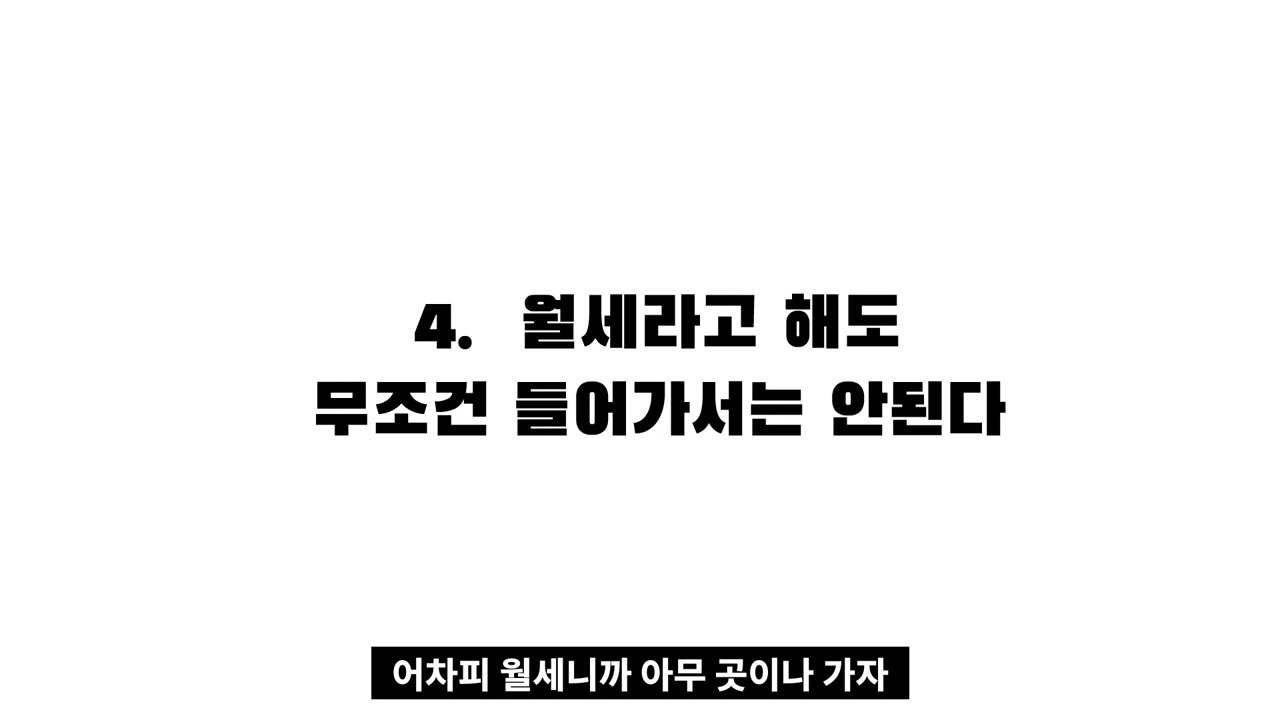 4. 월세라고 해도
무조건 들어가서는 안된다
어차피 월세니까 아무 곳이나 가자